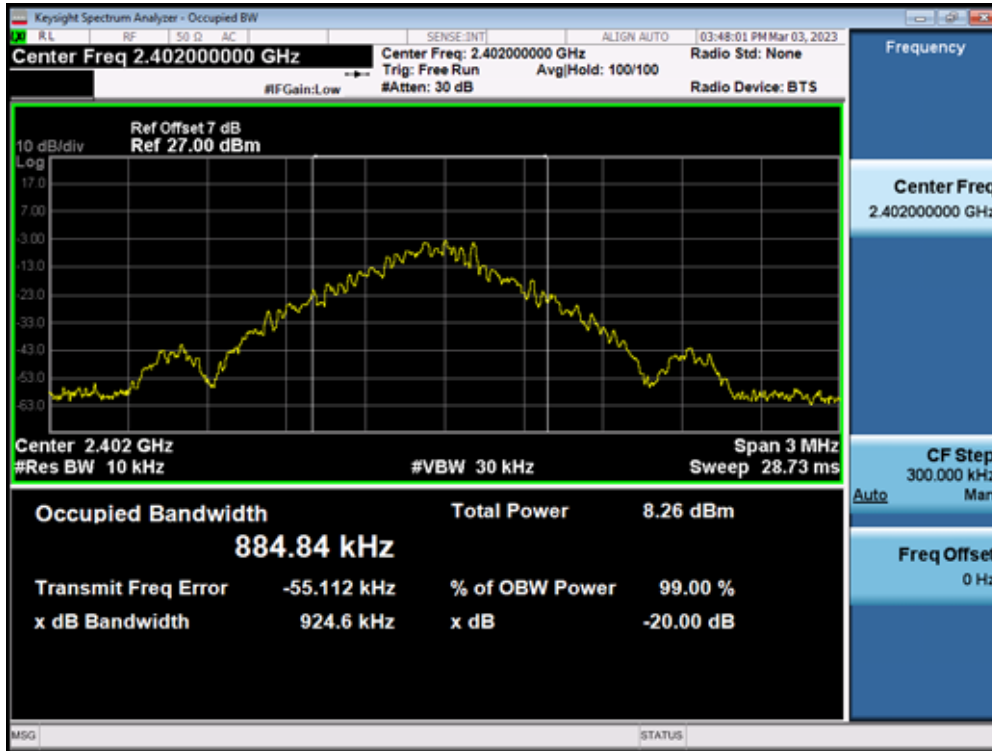 Keysight Spectrum Analyzer - Occupied BW
RL RF 50 Ω AC SENSE:INT ALIGN AUTO 03:48:01 PM Mar 03, 2023
Center Freq 2.402000000 GHz
Center Freq: 2.402000000 GHz
Radio Std: None
Trig: Free Run Avg|Hold: 100/100
#IFGain:Low
#Atten: 30 dB
Radio Device: BTS
Ref Offset 7 dB
10 dB/div Ref 27.00 dBm
Log
17.0
7.00
-3.00
-13.0
-23.0
-33.0
-43.0
-53.0
-63.0
Center 2.402 GHz Span 3 MHz
#Res BW 10 kHz #VBW 30 kHz Sweep 28.73 ms
Occupied Bandwidth Total Power 8.26 dBm
884.84 kHz
Transmit Freq Error -55.112 kHz % of OBW Power 99.00 %
x dB Bandwidth 924.6 kHz x dB -20.00 dB
Frequency
Center Freq
2.402000000 GHz
CF Step
300.000 kHz
Auto Man
Freq Offset
0 Hz
MSG STATUS